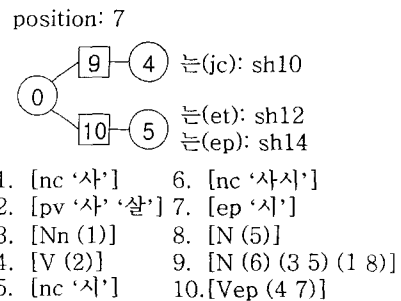 position: 7
9 4 는(jc): sh10
0
10 5 는(et): sh12
는(ep): sh14
1. [nc ‘사’] 6. [nc ‘사시’]
2. [pv ‘사’ ‘살’] 7. [ep ‘시’]
3. [Nn (1)] 8. [N (5)]
4. [V (2)] 9. [N (6) (3 5) (1 8)]
5. [nc ‘시’] 10.[Vep (4 7)]